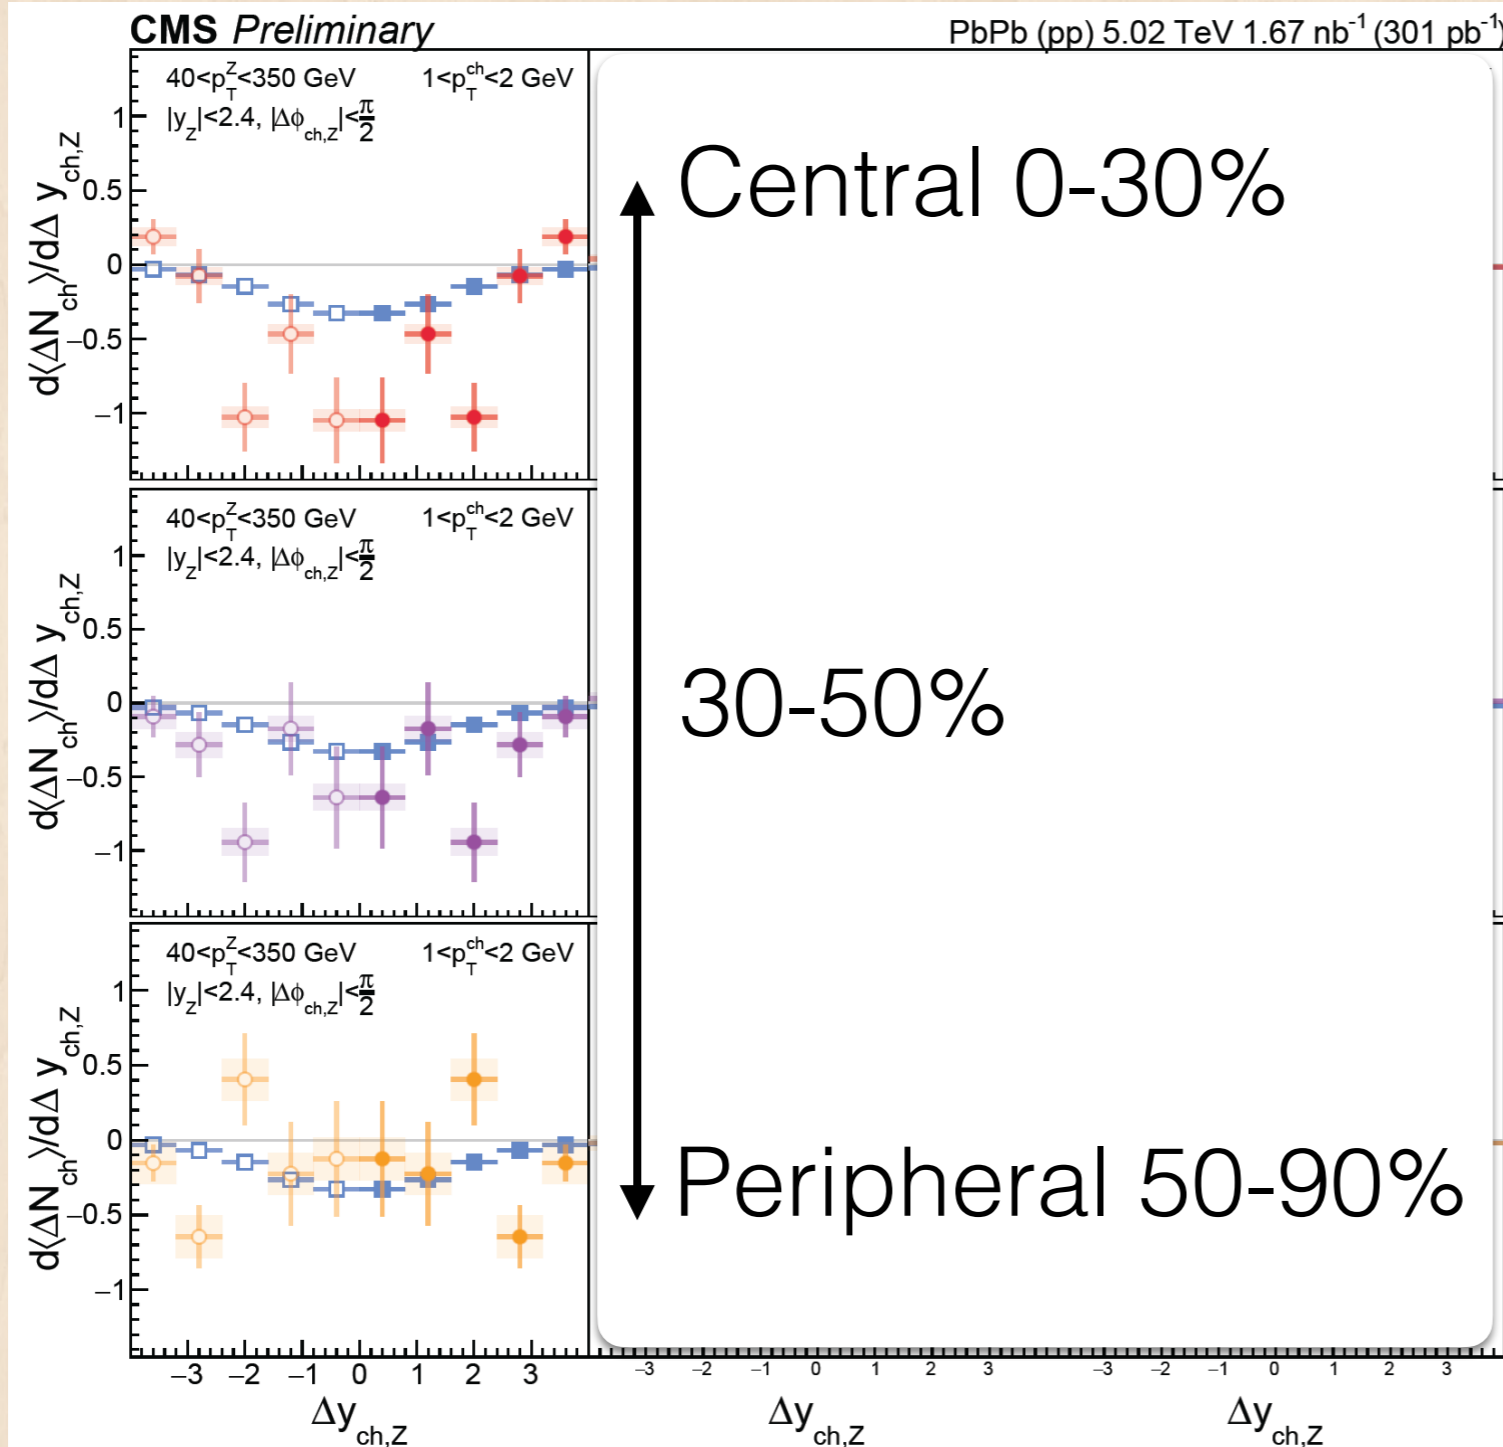 CMS Preliminary
PbPb (pp) 5.02 TeV 1.67 nb⁻¹ (301 pb⁻¹)
40<p_T^Z<350 GeV 1<p_T^ch<2 GeV
|y_Z|<2.4, |Δϕ_ch,Z|<π/2
d⟨ΔN_ch⟩/dΔ y_ch,Z
1
0.5
0
−0.5
−1
Central 0-30%
40<p_T^Z<350 GeV 1<p_T^ch<2 GeV
|y_Z|<2.4, |Δϕ_ch,Z|<π/2
d⟨ΔN_ch⟩/dΔ y_ch,Z
1
0.5
0
−0.5
−1
30-50%
40<p_T^Z<350 GeV 1<p_T^ch<2 GeV
|y_Z|<2.4, |Δϕ_ch,Z|<π/2
d⟨ΔN_ch⟩/dΔ y_ch,Z
1
0.5
0
−0.5
−1
Peripheral 50-90%
−3 −2 −1 0 1 2 3
−3 −2 −1 0 1 2 3
−3 −2 −1 0 1 2 3
Δy_ch,Z
Δy_ch,Z
Δy_ch,Z